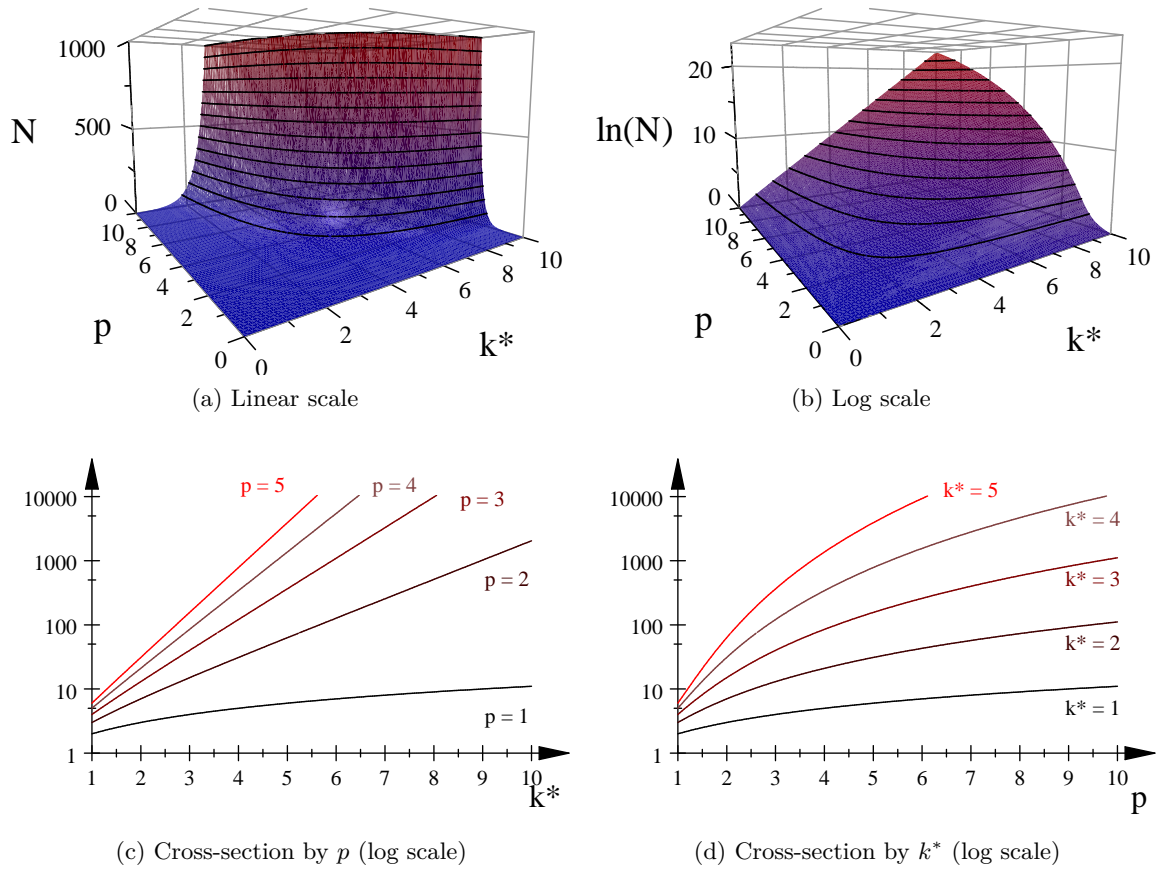 1000
500
0
N
10
8
6
4
2
0
p
0
2
4
6
8
10
k*
(a) Linear scale
20
10
0
ln(N)
10
8
6
4
2
0
p
0
2
4
6
8
10
k*
(b) Log scale
10000
1000
100
10
1
p = 5
p = 4
p = 3
p = 2
p = 1
1 2 3 4 5 6 7 8 9 10
k*
(c) Cross-section by p (log scale)
10000
1000
100
10
1
k* = 5
k* = 4
k* = 3
k* = 2
k* = 1
1 2 3 4 5 6 7 8 9 10
p
(d) Cross-section by k* (log scale)